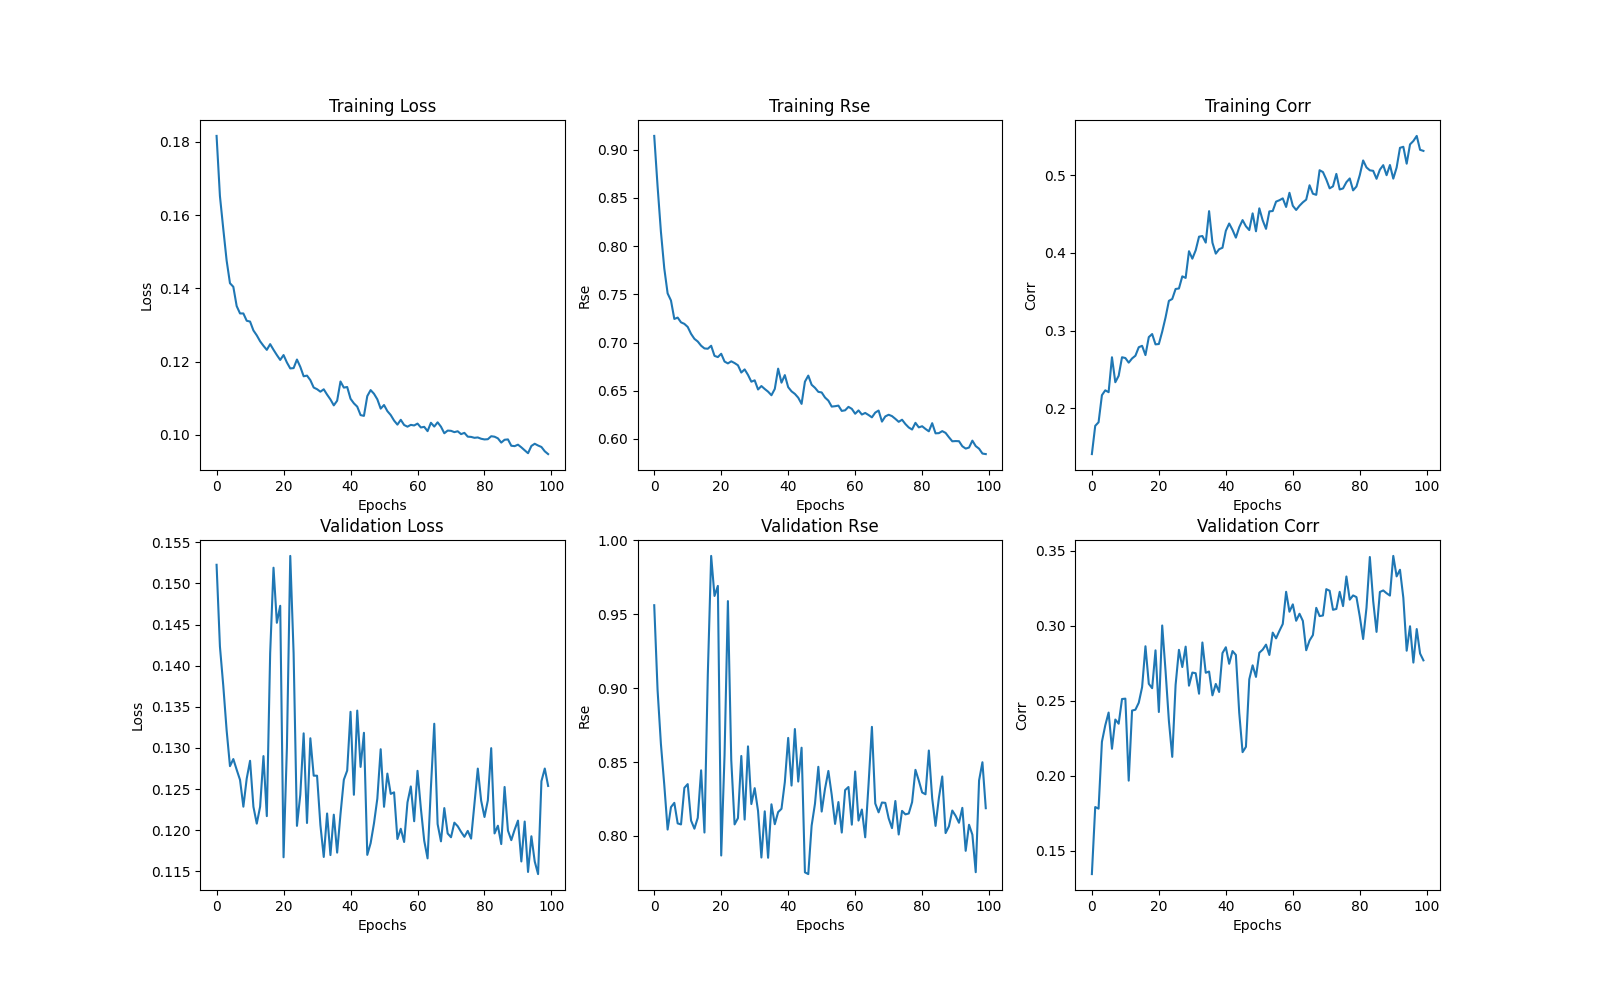 Training Loss
Training Rse
Training Corr
0.18
0.16
0.14
0.12
0.10
Loss
0 20 40 60 80 100
Epochs
0.90
0.85
0.80
0.75
0.70
0.65
0.60
Rse
0 20 40 60 80 100
Epochs
0.5
0.4
0.3
0.2
Corr
0 20 40 60 80 100
Epochs
Validation Loss
Validation Rse
Validation Corr
0.155
0.150
0.145
0.140
0.135
0.130
0.125
0.120
0.115
Loss
0 20 40 60 80 100
Epochs
1.00
0.95
0.90
0.85
0.80
Rse
0 20 40 60 80 100
Epochs
0.35
0.30
0.25
0.20
0.15
Corr
0 20 40 60 80 100
Epochs